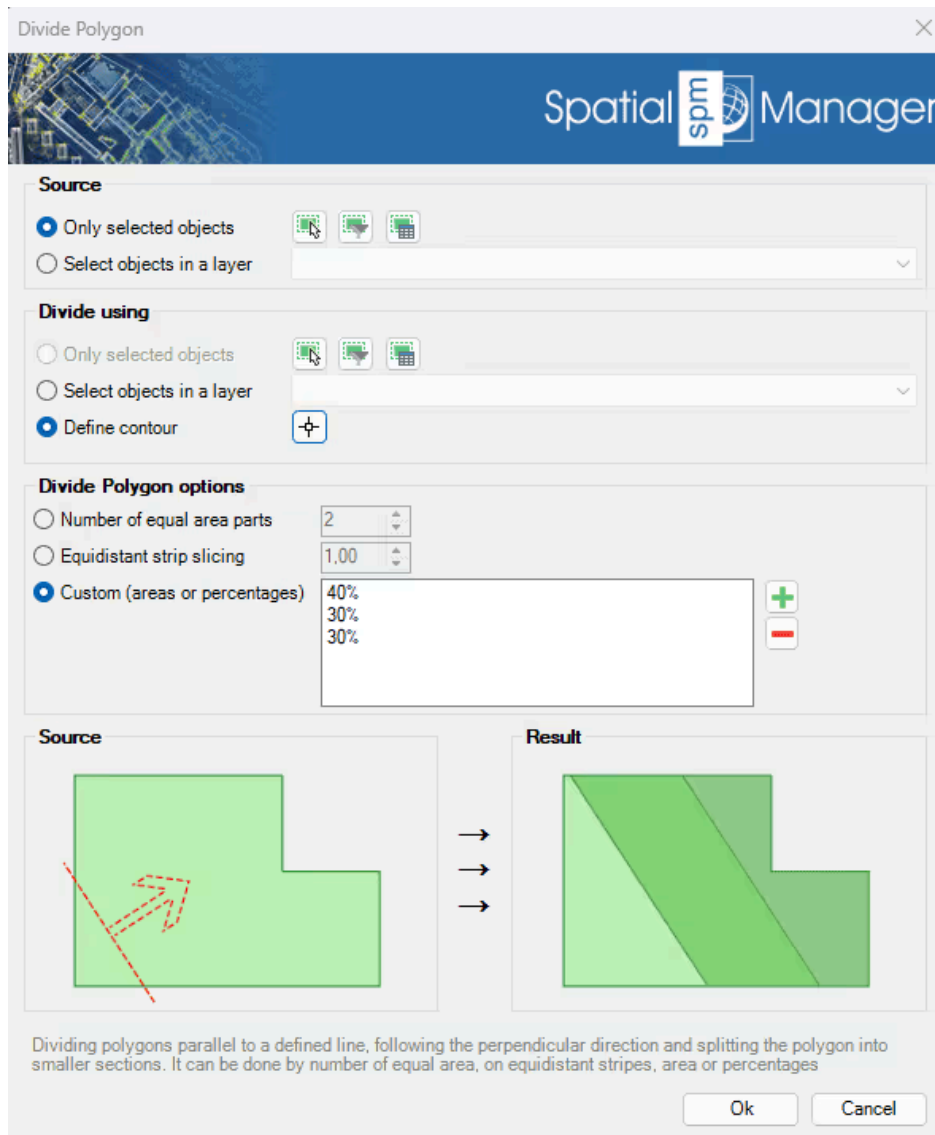 Divide Polygon
Spatial spm Manager
Source
Only selected objects
Select objects in a layer
Divide using
Only selected objects
Select objects in a layer
Define contour
Divide Polygon options
Number of equal area parts 2
Equidistant strip slicing 1,00
Custom (areas or percentages) 40%
30%
30%
Source
Result
Dividing polygons parallel to a defined line, following the perpendicular direction and splitting the polygon into
smaller sections. It can be done by number of equal area, on equidistant stripes, area or percentages
Ok Cancel